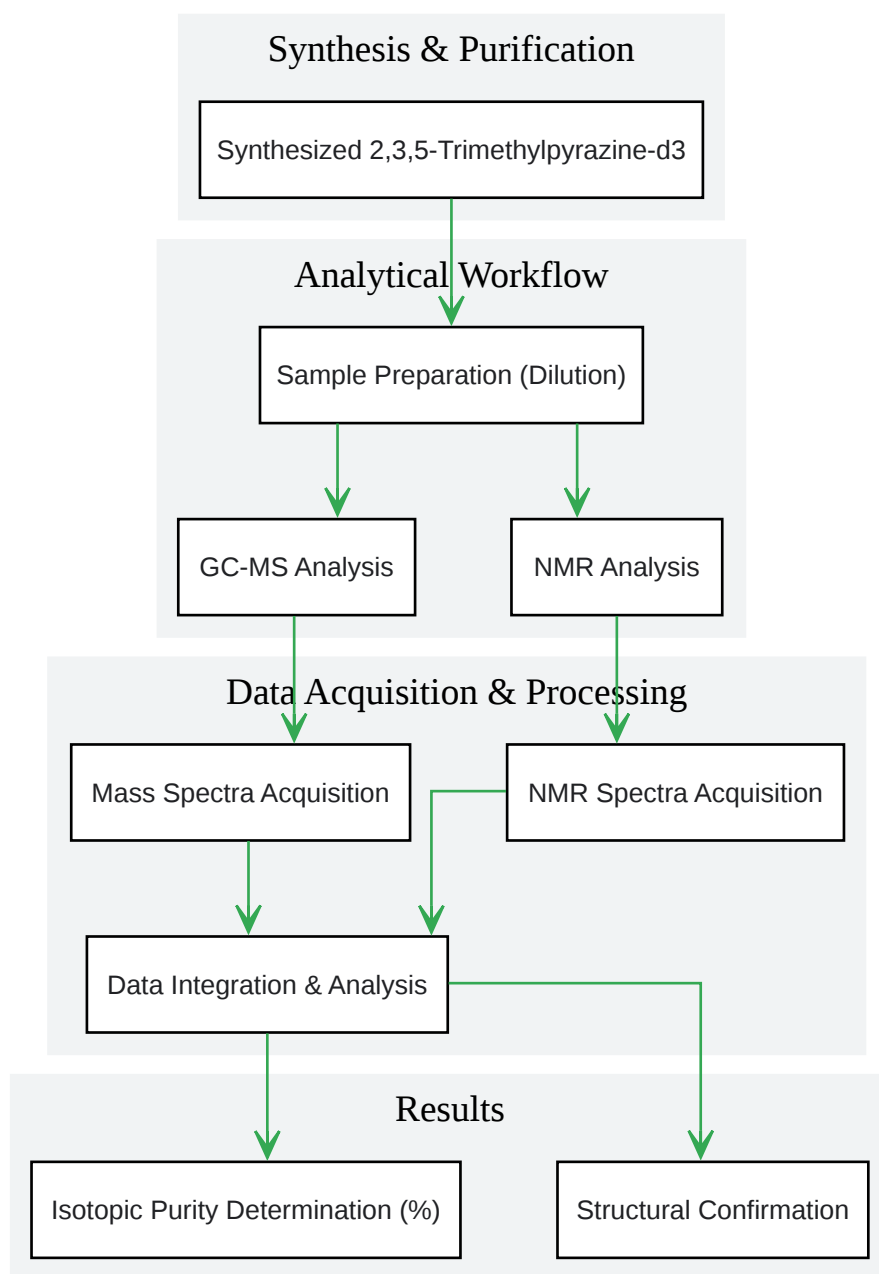 Synthesis & Purification
Synthesized 2,3,5-Trimethylpyrazine-d3
Analytical Workflow
Sample Preparation (Dilution)
GC-MS Analysis
NMR Analysis
Data Acquisition & Processing
Mass Spectra Acquisition
NMR Spectra Acquisition
Data Integration & Analysis
Results
Isotopic Purity Determination (%)
Structural Confirmation